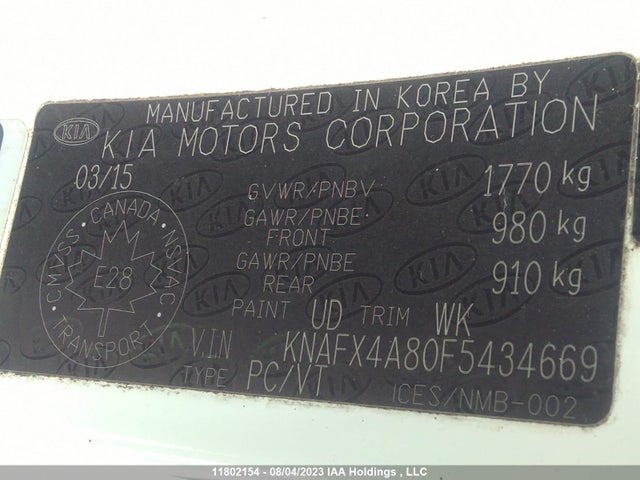 MANUFACTURED IN KOREA BY
KIA
KIA MOTORS CORPORATION
03/15
GVWR/PNBV 1770 kg
GAWR/PNBE FRONT 980 kg
GAWR/PNBE REAR 910 kg
CMVSS · CANADA · NSVAC
E28
TRANSPORT
PAINT UD TRIM WK
VIN KNAFX4A80F5434669
TYPE PC/VT
ICES/NMB-002
11802154 - 08/04/2023 IAA Holdings , LLC